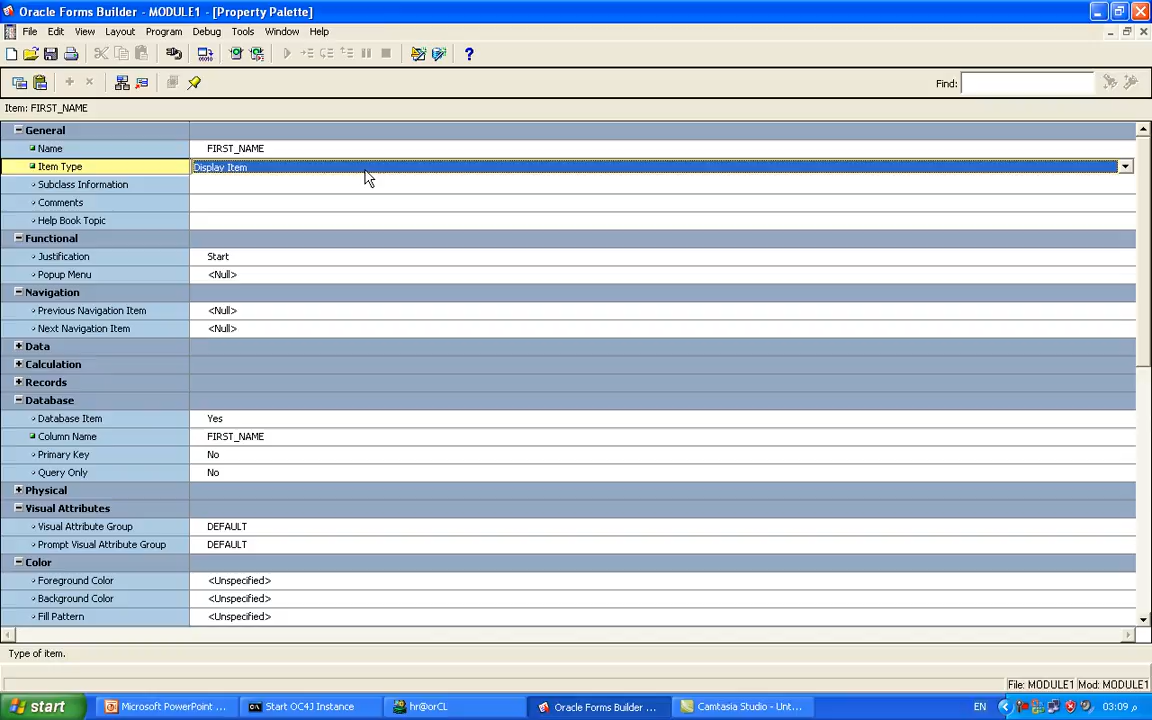 Oracle Forms Builder - MODULE1 - [Property Palette]
File Edit View Layout Program Debug Tools Window Help
Find:
Item: FIRST_NAME
General
Name FIRST_NAME
Item Type Display Item
Subclass Information
Comments
Help Book Topic
Functional
Justification Start
Popup Menu <Null>
Navigation
Previous Navigation Item <Null>
Next Navigation Item <Null>
Data
Calculation
Records
Database
Database Item Yes
Column Name FIRST_NAME
Primary Key No
Query Only No
Physical
Visual Attributes
Visual Attribute Group DEFAULT
Prompt Visual Attribute Group DEFAULT
Color
Foreground Color <Unspecified>
Background Color <Unspecified>
Fill Pattern <Unspecified>
Type of item.
File: MODULE1 Mod: MODULE1
start Microsoft PowerPoint ... Start OC4J Instance hr@orCL Oracle Forms Builder ... Camtasia Studio - Unt... EN 03:09 م